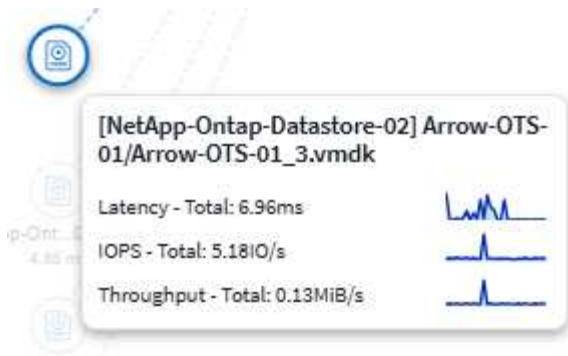 [NetApp-Ontap-Datastore-02] Arrow-OTS-
01/Arrow-OTS-01_3.vmdk
Latency - Total: 6.96ms
IOPS - Total: 5.18IO/s
Throughput - Total: 0.13MiB/s
p-Ont...